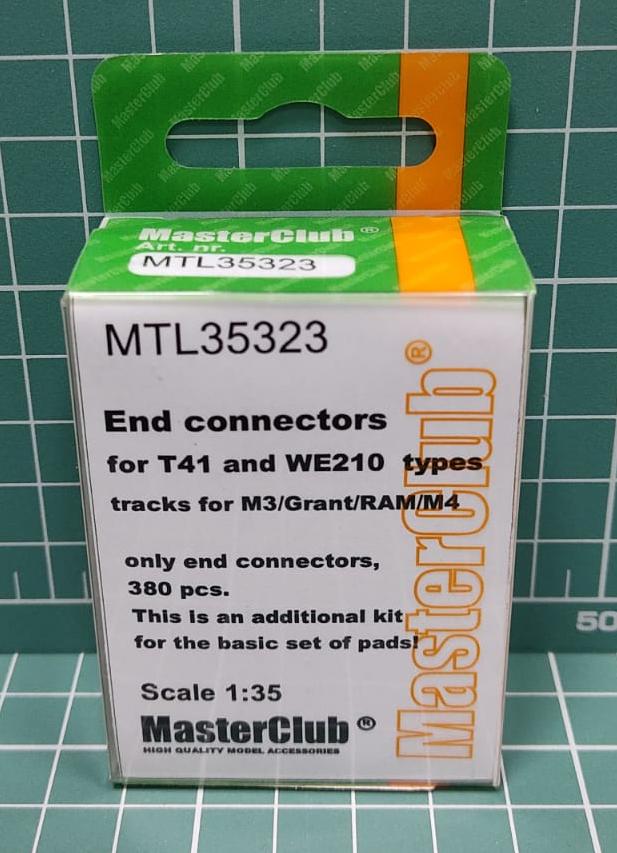 MasterClub ®
Art. nr.
MTL35323
MTL35323
End connectors
for T41 and WE210 types
tracks for M3/Grant/RAM/M4
only end connectors,
380 pcs.
This is an additional kit
for the basic set of pads!
Scale 1:35
MasterClub ®
HIGH QUALITY MODEL ACCESSORIES
MasterClub®
50